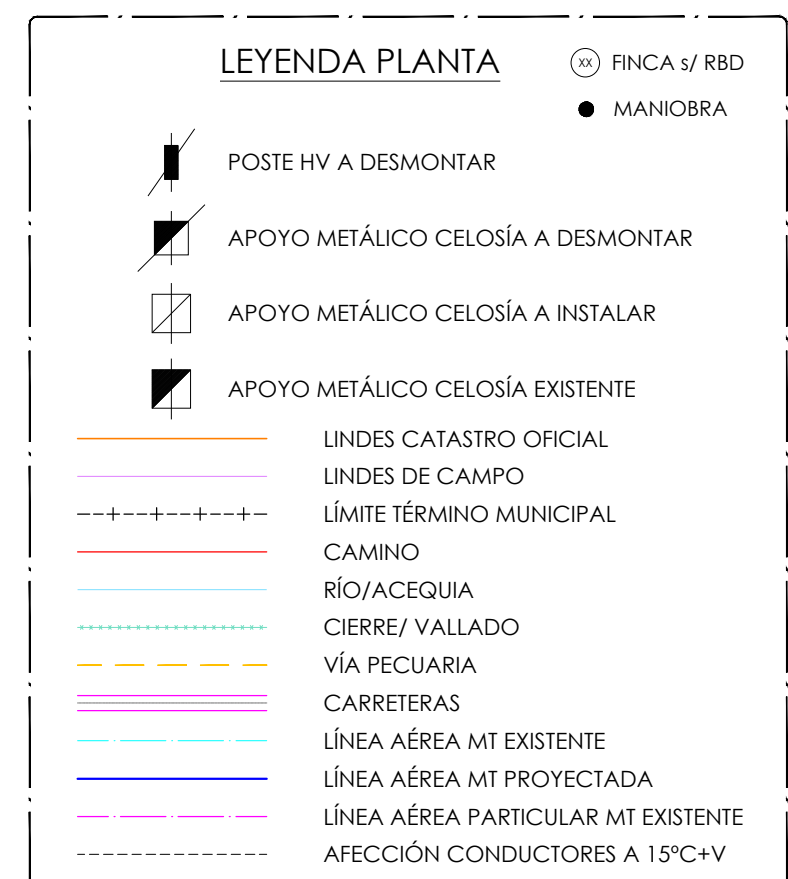 LEYENDA PLANTA
XX FINCA s/ RBD
MANIOBRA
POSTE HV A DESMONTAR
APOYO METÁLICO CELOSÍA A DESMONTAR
APOYO METÁLICO CELOSÍA A INSTALAR
APOYO METÁLICO CELOSÍA EXISTENTE
LINDES CATASTRO OFICIAL
LINDES DE CAMPO
LÍMITE TÉRMINO MUNICIPAL
CAMINO
RÍO/ACEQUIA
CIERRE/ VALLADO
VÍA PECUARIA
CARRETERAS
LÍNEA AÉREA MT EXISTENTE
LÍNEA AÉREA MT PROYECTADA
LÍNEA AÉREA PARTICULAR MT EXISTENTE
AFECCIÓN CONDUCTORES A 15ºC+V